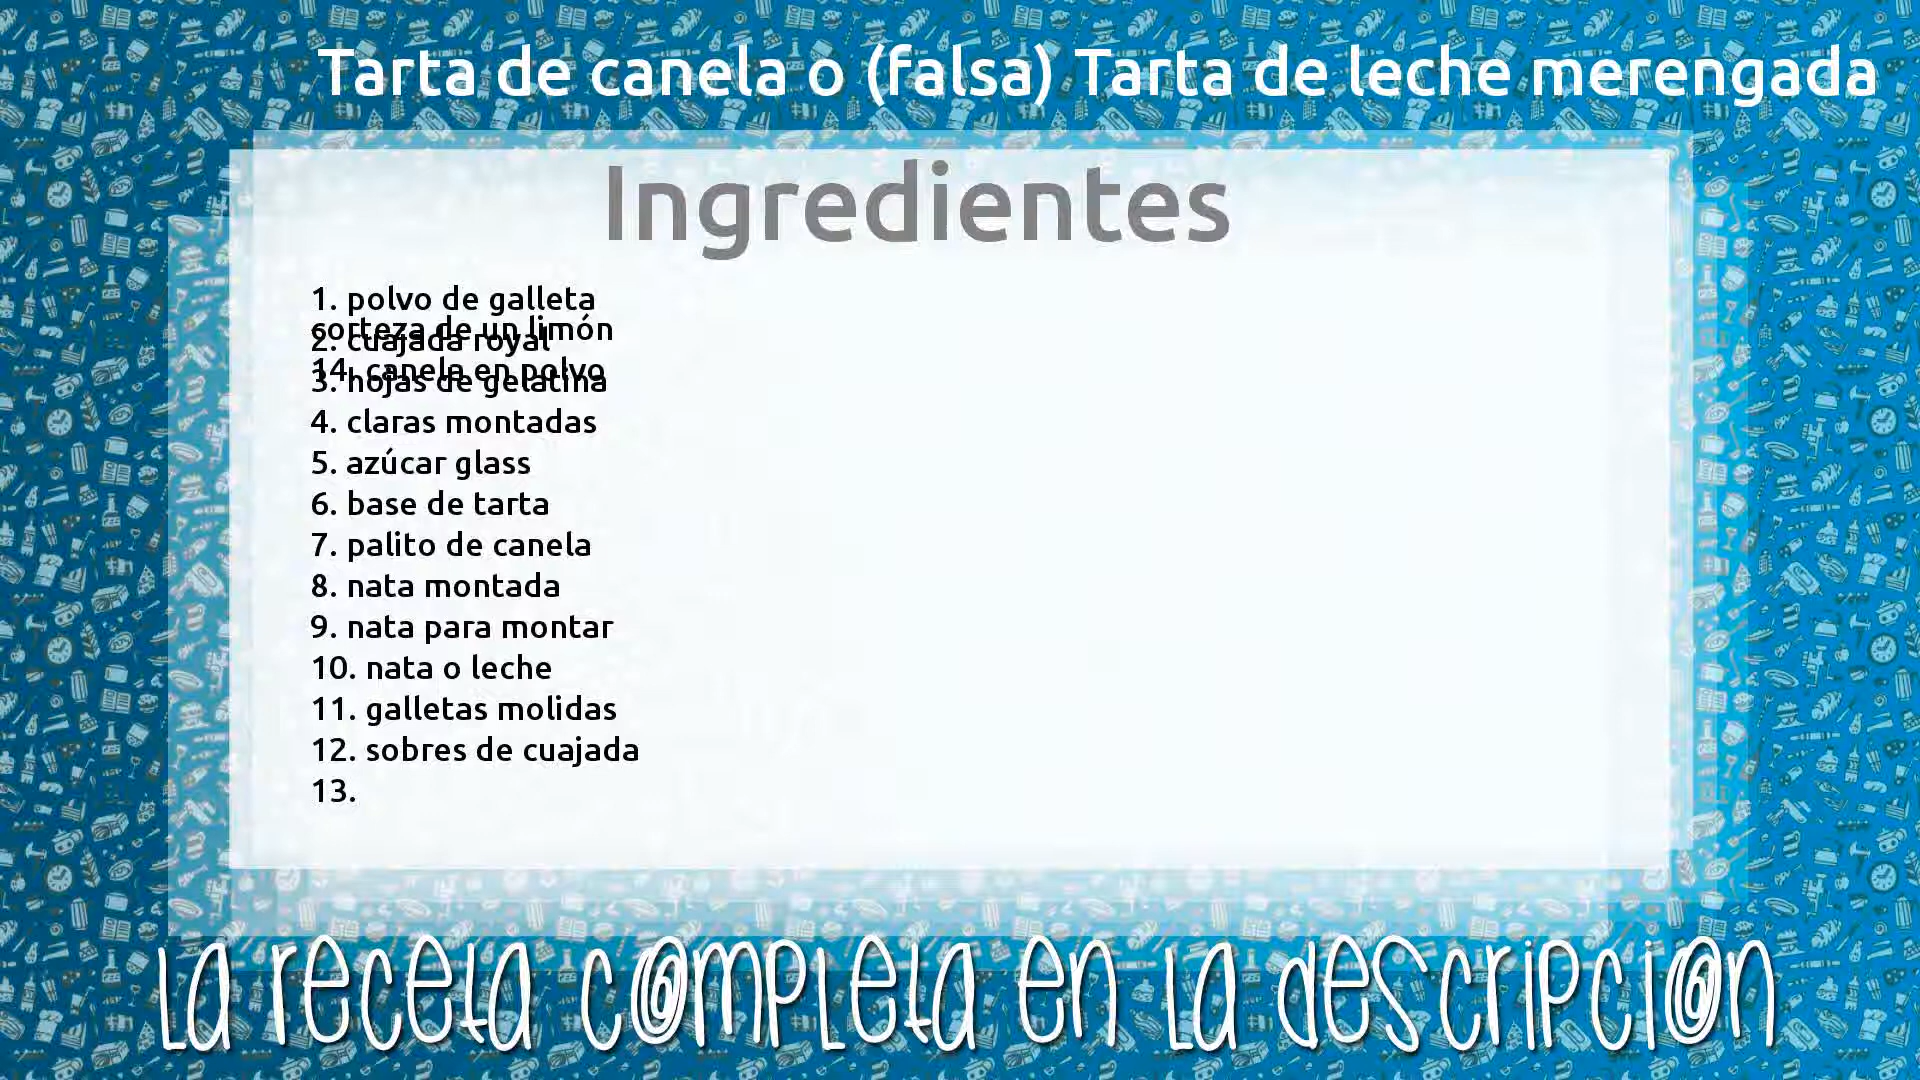 Tarta de canela o (falsa) Tarta de leche merengada
Ingredientes
1. polvo de galleta
corteza de un limón
2. cuajada royal
14. canela en polvo
3. hojas de gelatina
4. claras montadas
5. azúcar glass
6. base de tarta
7. palito de canela
8. nata montada
9. nata para montar
10. nata o leche
11. galletas molidas
12. sobres de cuajada
13.
La receta c@mpleta en la descripci@n